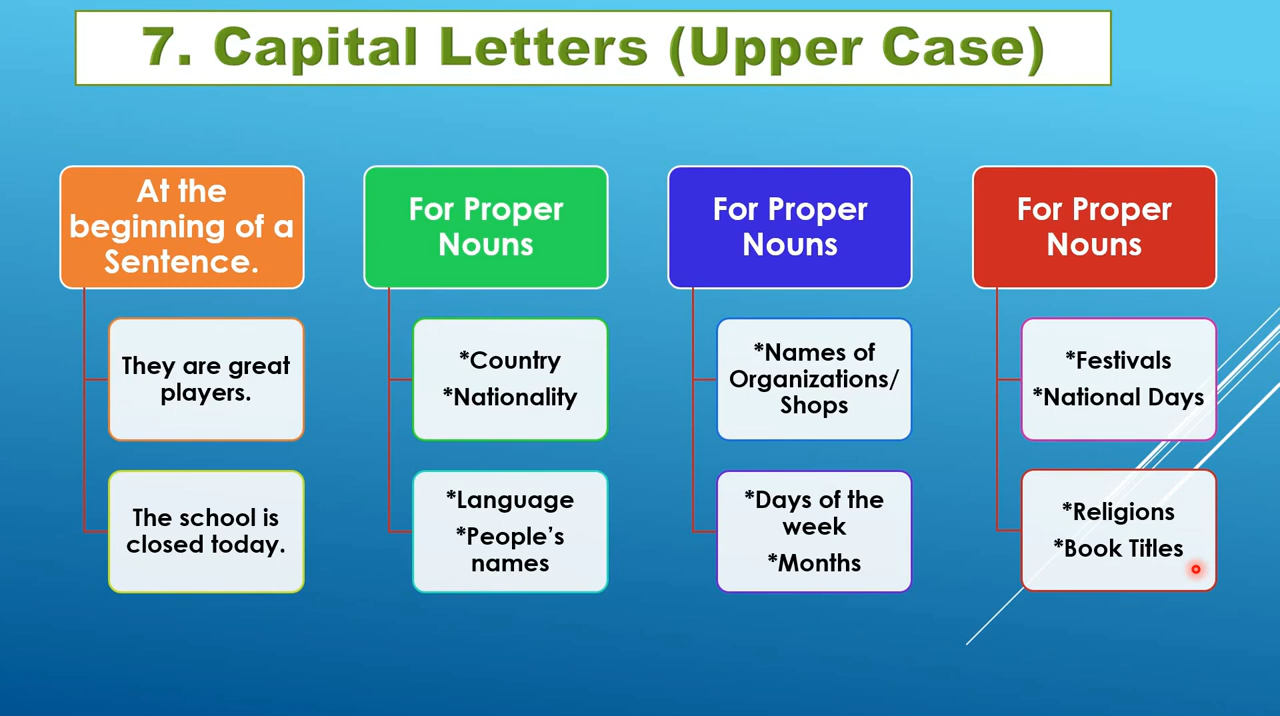 7. Capital Letters (Upper Case)
At the
beginning of a
Sentence.
They are great
players.
The school is
closed today.
For Proper
Nouns
*Country
*Nationality
*Language
*People’s
names
For Proper
Nouns
*Names of
Organizations/
Shops
*Days of the
week
*Months
For Proper
Nouns
*Festivals
*National Days
*Religions
*Book Titles